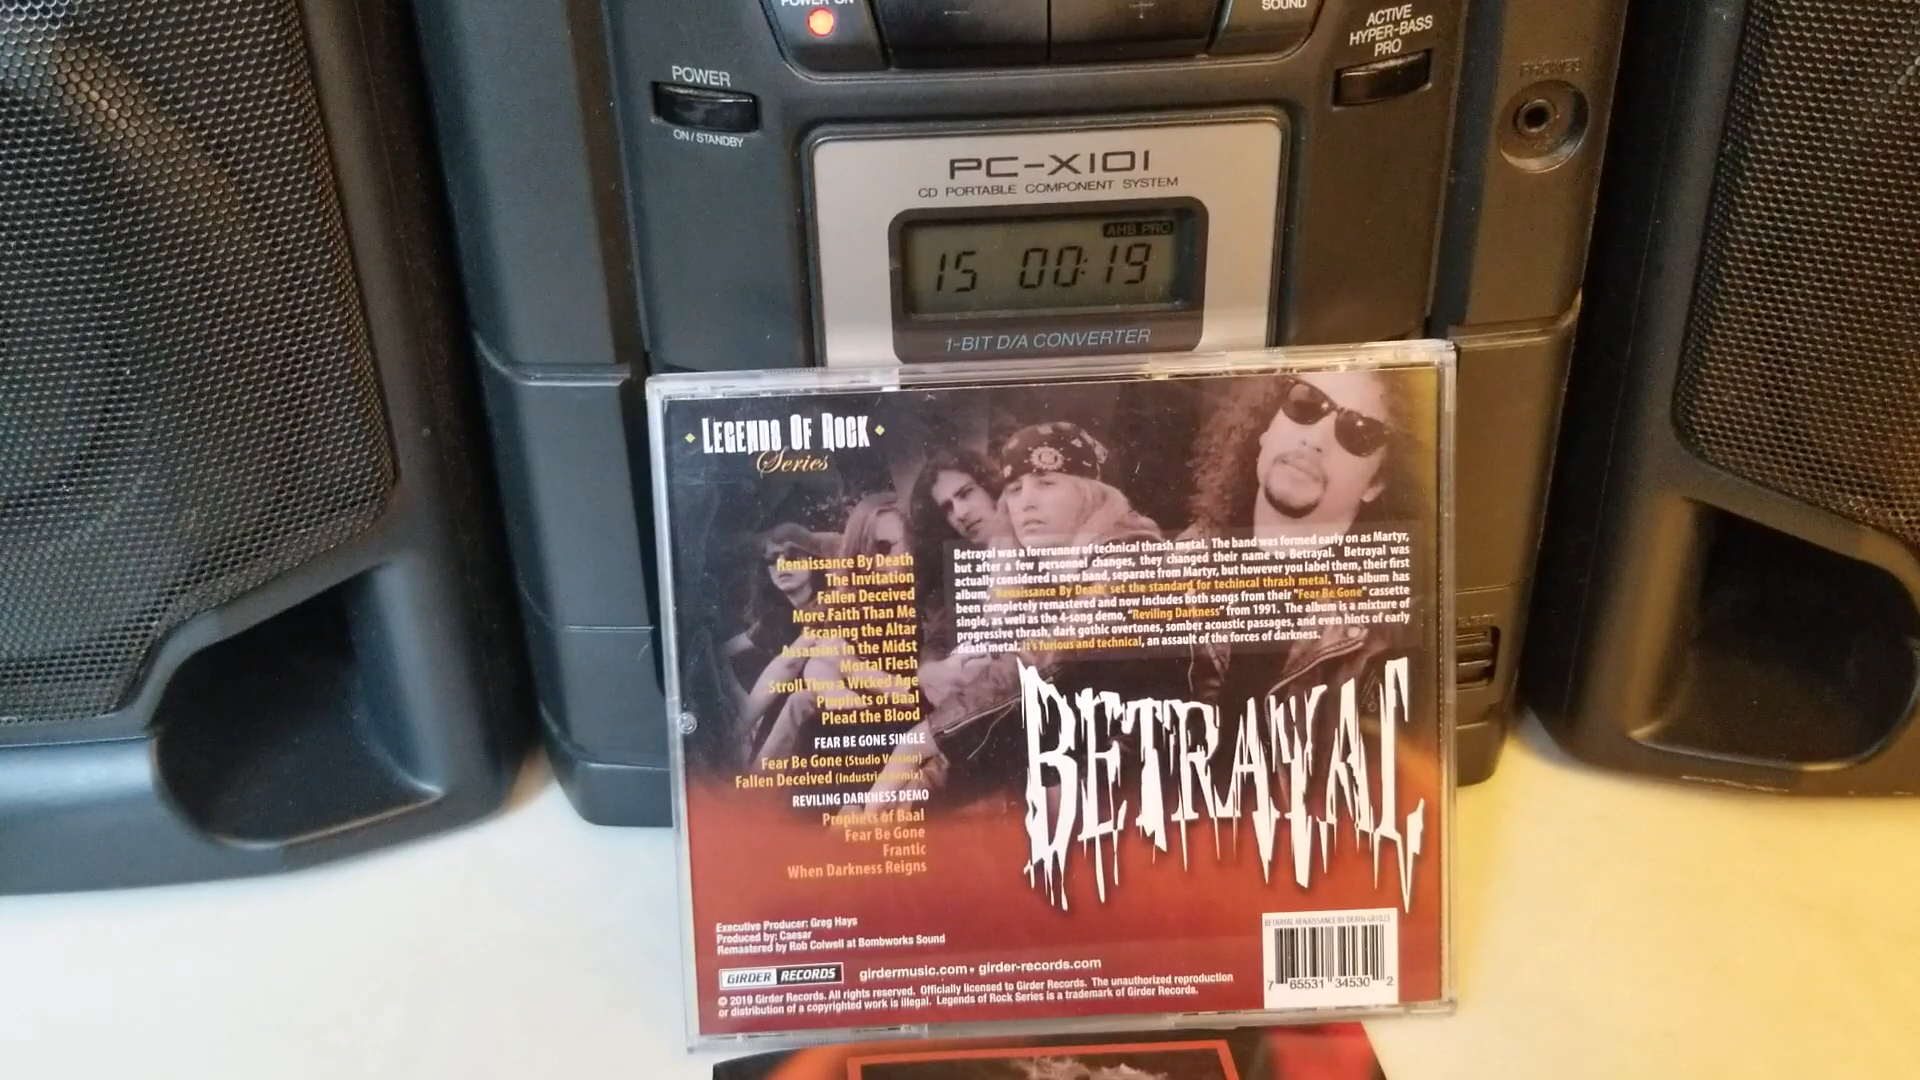 POWER ON
SOUND
ACTIVE
HYPER-BASS
PRO
POWER
ON / STANDBY
PHONES
PC-X101
CD PORTABLE COMPONENT SYSTEM
AHB PRO
15 00:19
1-BIT D/A CONVERTER
LEGENDS OF ROCK
Series
Renaissance By Death
The Invitation
Fallen Deceived
More Faith Than Me
Escaping the Altar
Assassins In the Midst
Mortal Flesh
Stroll Thru a Wicked Age
Prophets of Baal
Plead the Blood
FEAR BE GONE SINGLE
Fear Be Gone (Studio Version)
Fallen Deceived (Industrial Remix)
REVILING DARKNESS DEMO
Prophets of Baal
Fear Be Gone
Frantic
When Darkness Reigns
Betrayal was a forerunner of technical thrash metal. The band was formed early on as Martyr,
but after a few personnel changes, they changed their name to Betrayal. Betrayal was
actually considered a new band, separate from Martyr, but however you label them, their first
album, 'Renaissance By Death' set the standard for techincal thrash metal. This album has
been completely remastered and now includes both songs from their "Fear Be Gone" cassette
single, as well as the 4-song demo, "Reviling Darkness" from 1991. The album is a mixture of
progressive thrash, dark gothic overtones, somber acoustic passages, and even hints of early
death metal. It's furious and technical, an assault of the forces of darkness.
BETRAYAL
Executive Producer: Greg Hays
Produced by: Caesar
Remastered by Rob Colwell at Bombworks Sound
GIRDER RECORDS girdermusic.com • girder-records.com
© 2019 Girder Records. All rights reserved. Officially licensed to Girder Records. The unauthorized reproduction
or distribution of a copyrighted work is illegal. Legends of Rock Series is a trademark of Girder Records.
BETRAYAL RENAISSANCE BY DEATH GR1023
7 65531 34530 2